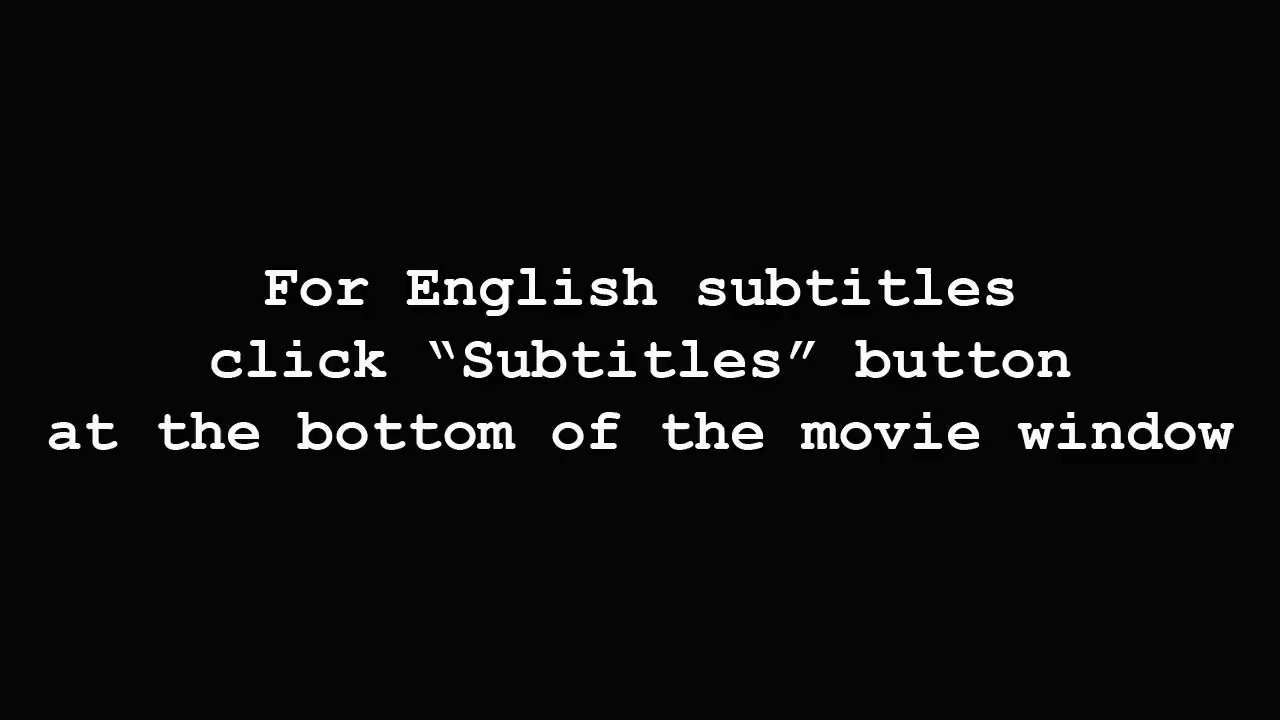 For English subtitles
click “Subtitles” button
at the bottom of the movie window